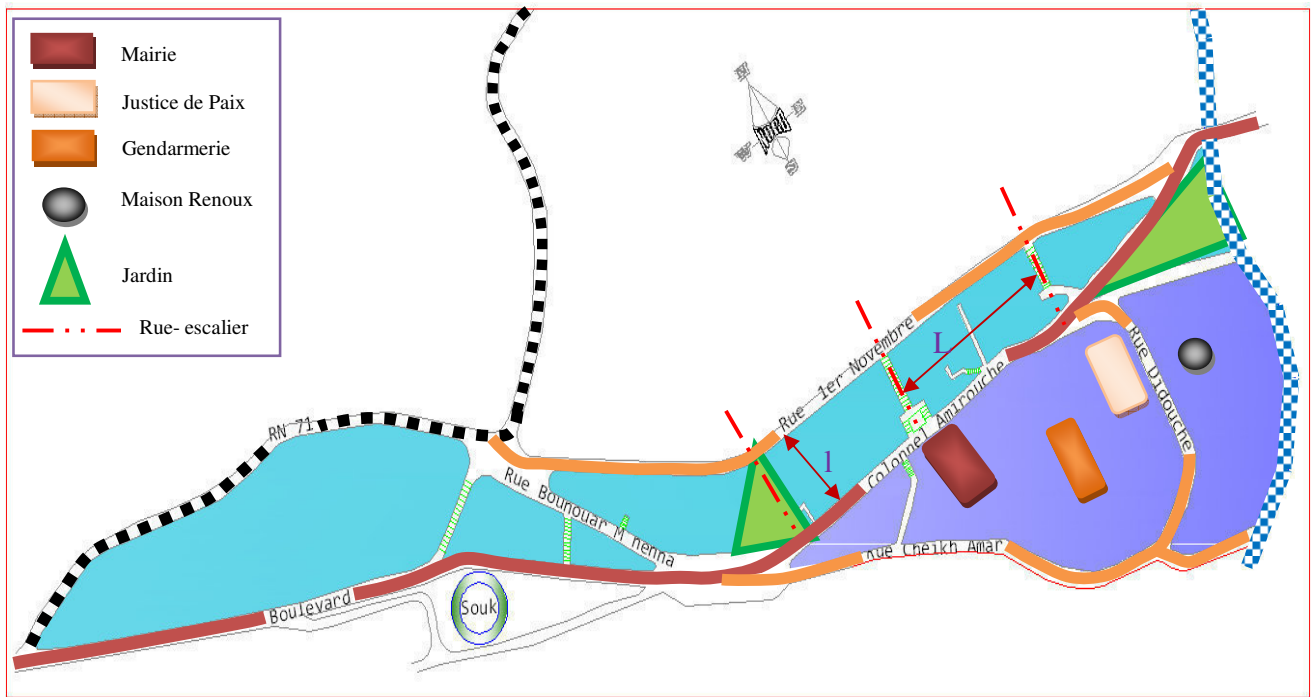 Mairie
Justice de Paix
Gendarmerie
Maison Renoux
Jardin
Rue- escalier
N
E
W
S
RN 71
Rue 1er Novembre
L
l
Colonnel Amirouche
Rue Didouche
Rue Bounouar M nenna
Rue Cheikh Amar
Boulevard
Souk